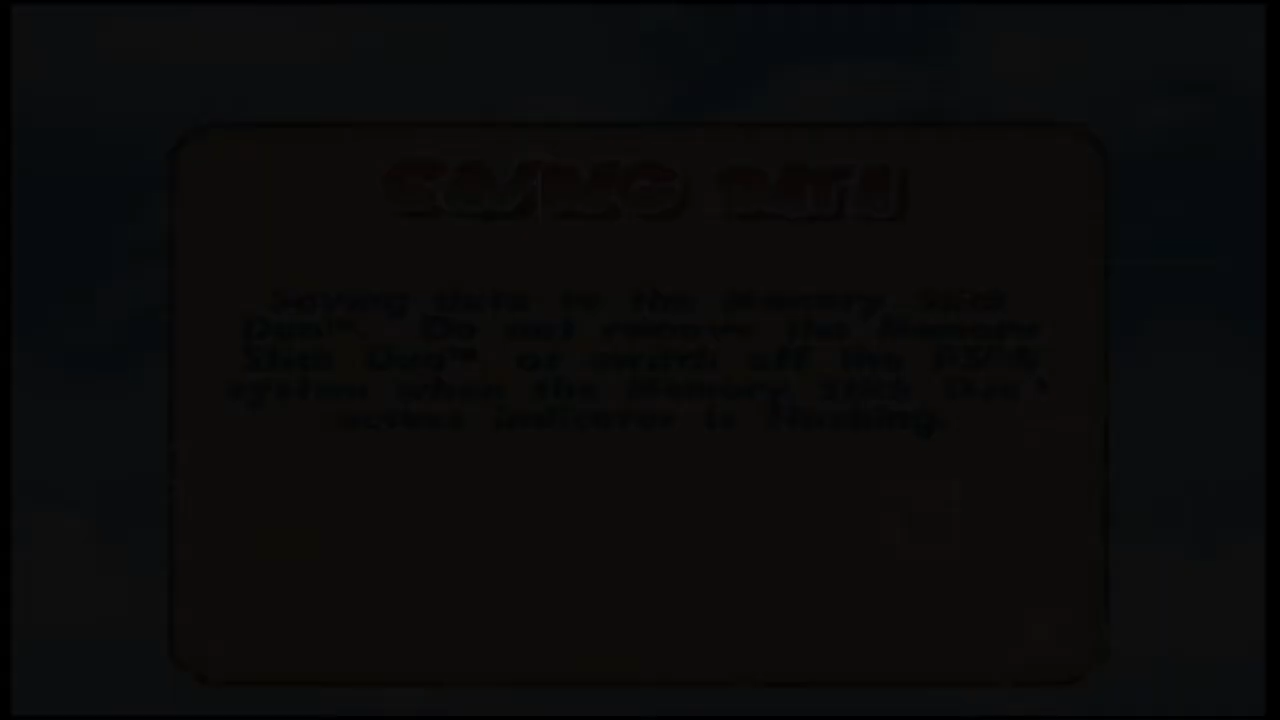 SAVING DATA
Saving data to the Memory Stick
Duo™. Do not remove the Memory
Stick Duo™ or switch off the PSP®
system when the Memory Stick Duo™
access indicator is flashing.